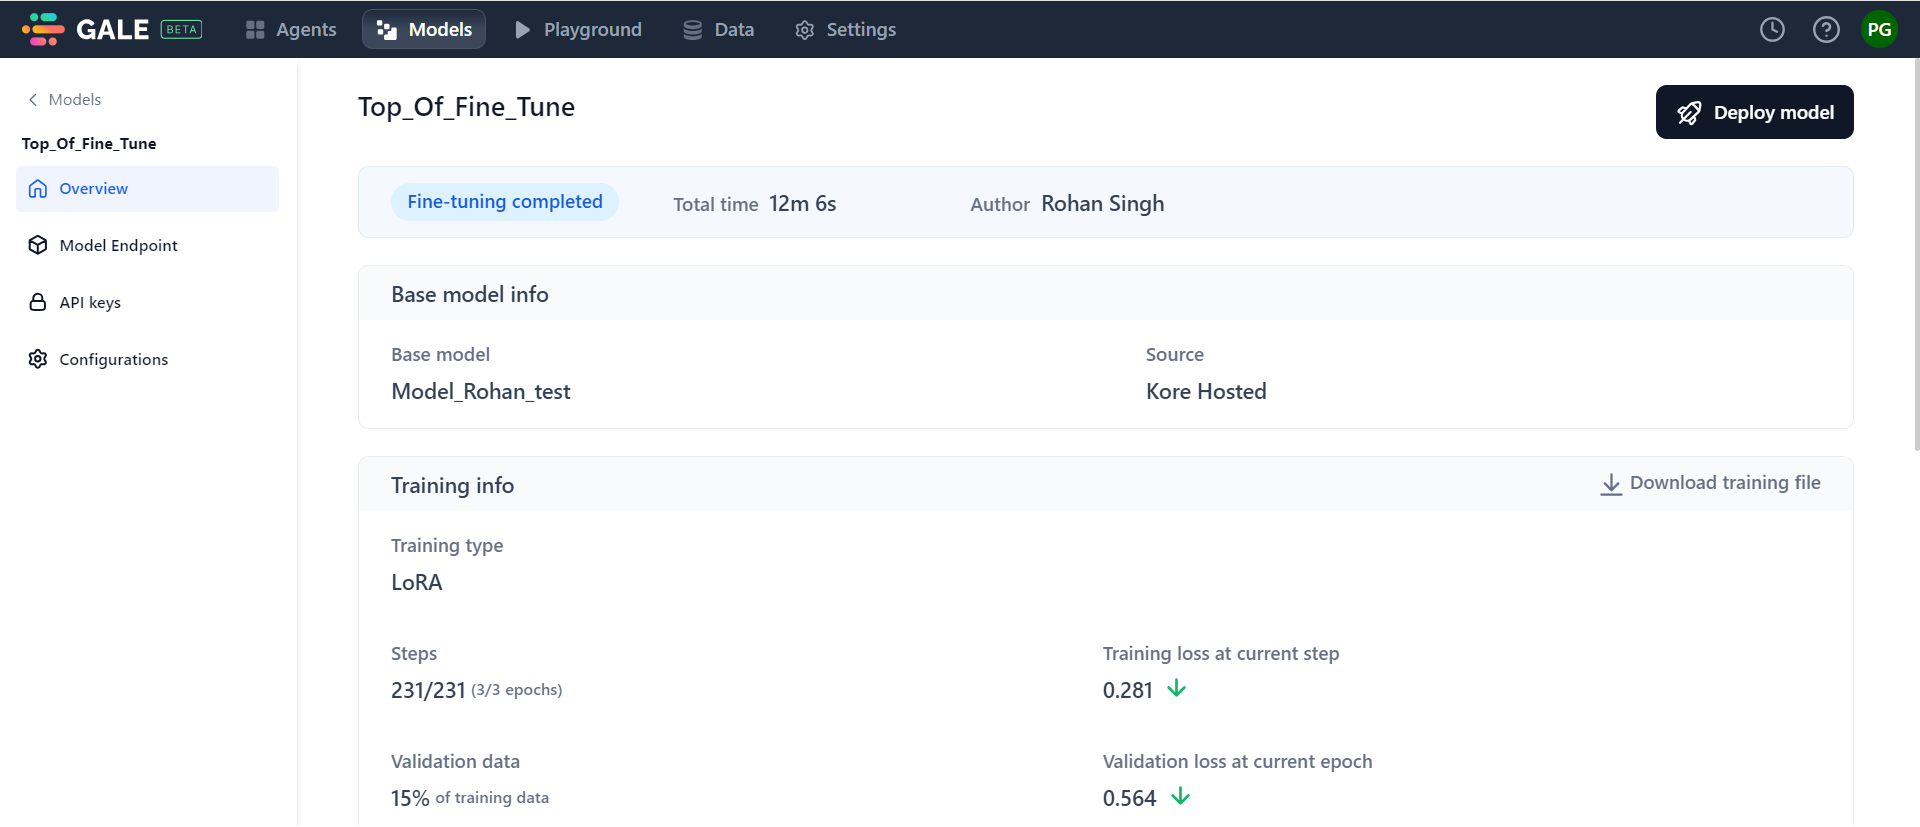 GALE BETA Agents Models Playground Data Settings PG
Models
Top_Of_Fine_Tune
Overview
Model Endpoint
API keys
Configurations
Top_Of_Fine_Tune
Deploy model
Fine-tuning completed Total time 12m 6s Author Rohan Singh
Base model info
Base model Source
Model_Rohan_test Kore Hosted
Training info Download training file
Training type
LoRA
Steps Training loss at current step
231/231 (3/3 epochs) 0.281
Validation data Validation loss at current epoch
15% of training data 0.564